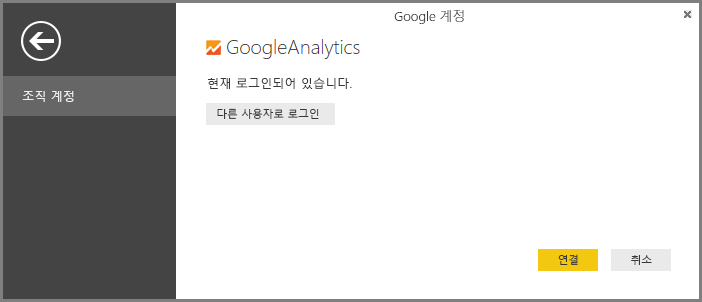 Google 계정
GoogleAnalytics
현재 로그인되어 있습니다.
조직 계정
다른 사용자로 로그인
연결
취소